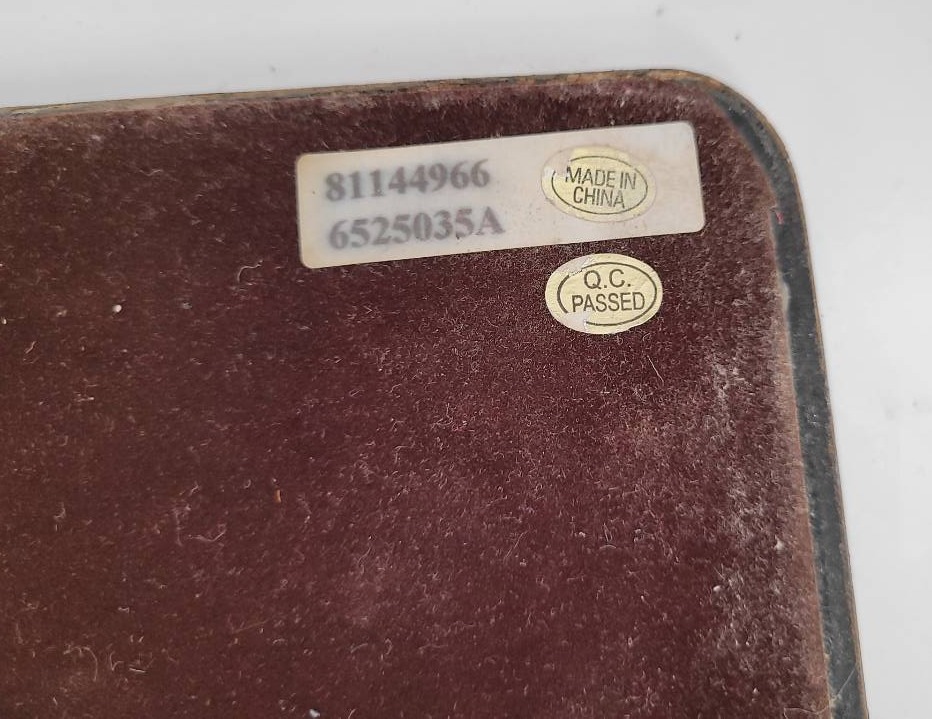 81144966
6525035A
MADE IN
CHINA
Q.C.
PASSED